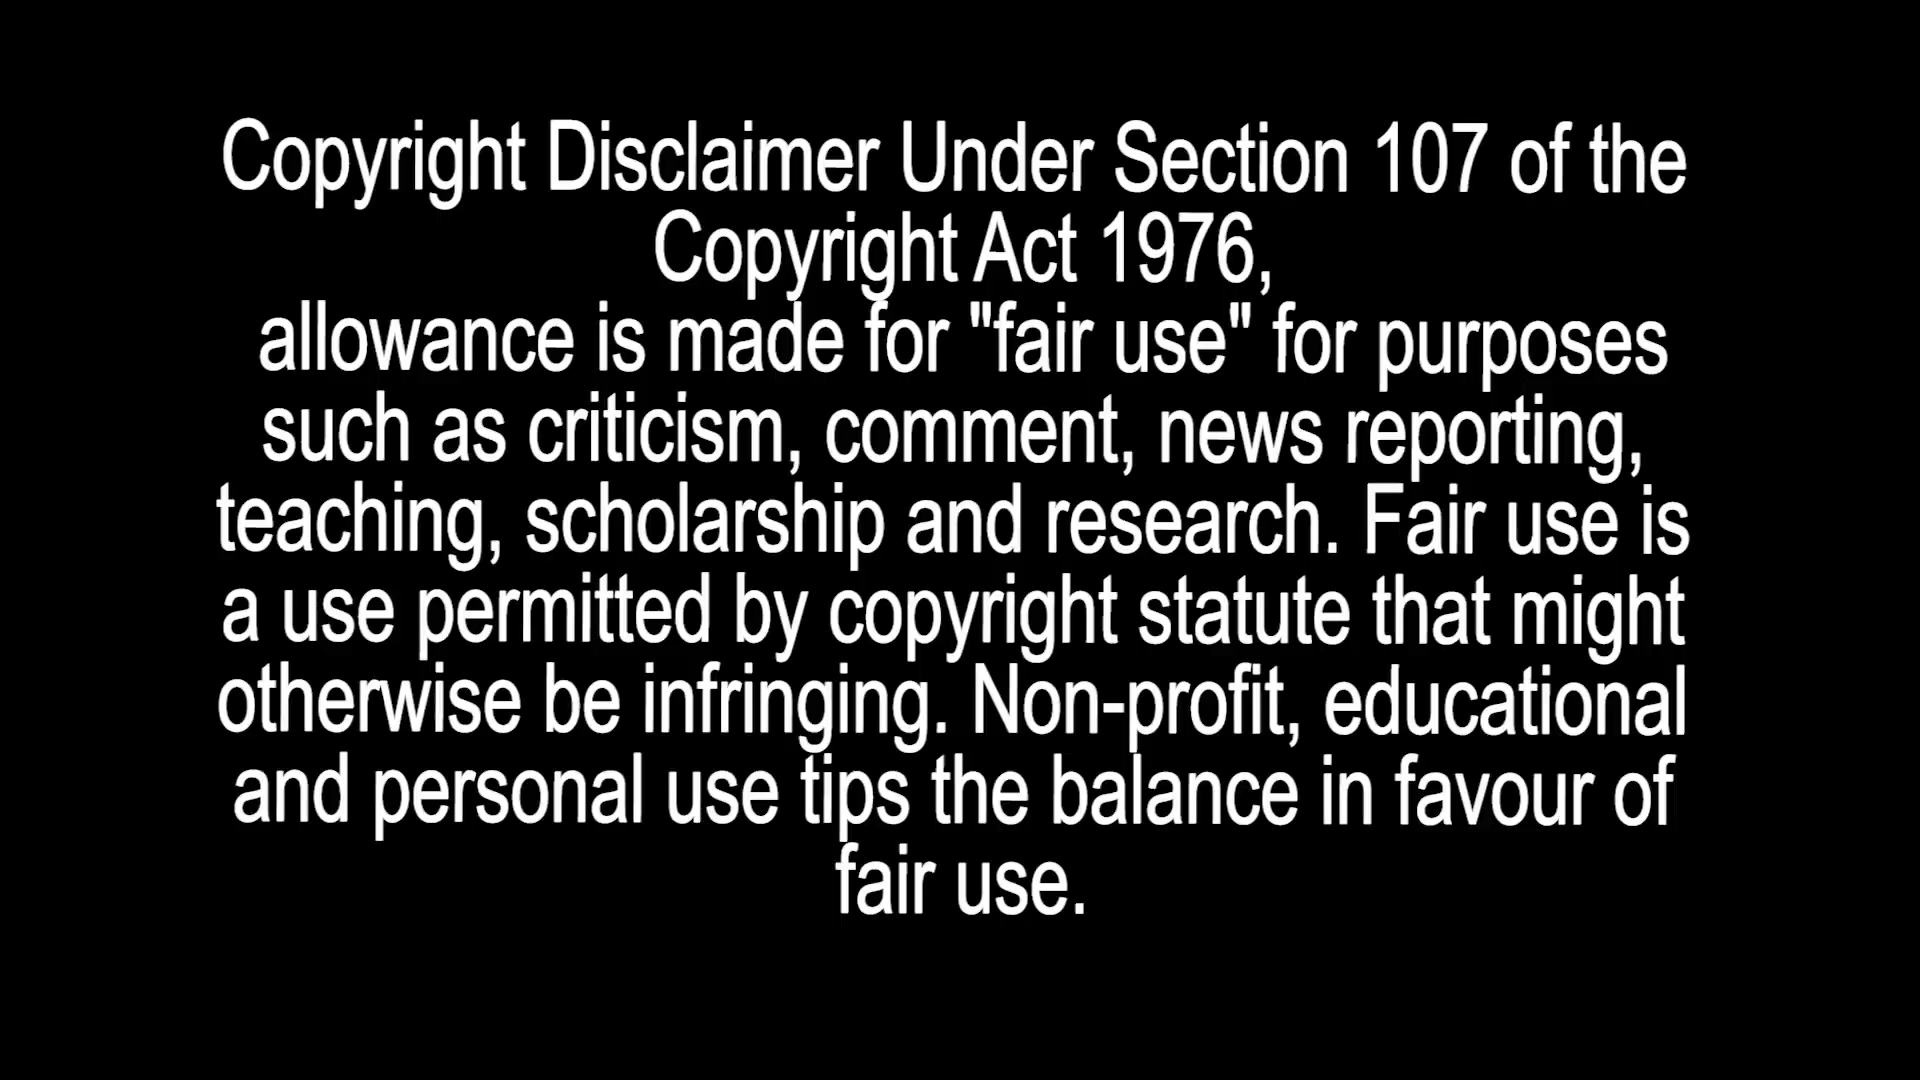 Copyright Disclaimer Under Section 107 of the
Copyright Act 1976,
allowance is made for "fair use" for purposes
such as criticism, comment, news reporting,
teaching, scholarship and research. Fair use is
a use permitted by copyright statute that might
otherwise be infringing. Non-profit, educational
and personal use tips the balance in favour of
fair use.